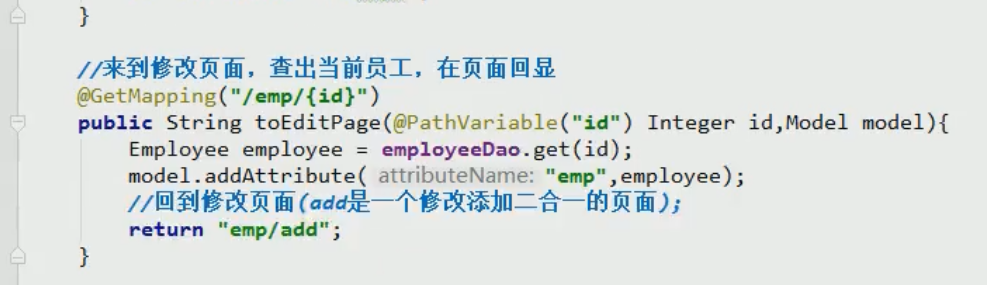 }
//来到修改页面，查出当前员工，在页面回显
@GetMapping("/emp/{id}")
public String toEditPage(@PathVariable("id") Integer id,Model model){
Employee employee = employeeDao.get(id);
model.addAttribute( attributeName: "emp",employee);
//回到修改页面(add是一个修改添加二合一的页面);
return "emp/add";
}